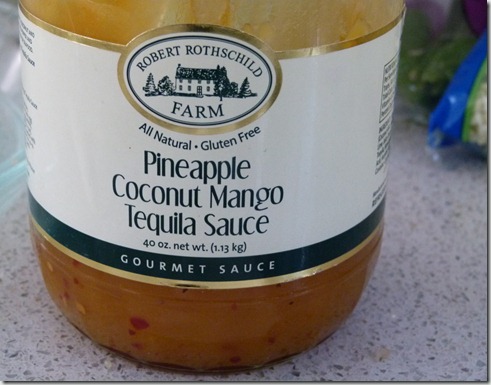 ROBERT ROTHSCHILD
FARM
All Natural • Gluten Free
Pineapple
Coconut Mango
Tequila Sauce
40 oz. net wt. (1.13 kg)
GOURMET SAUCE